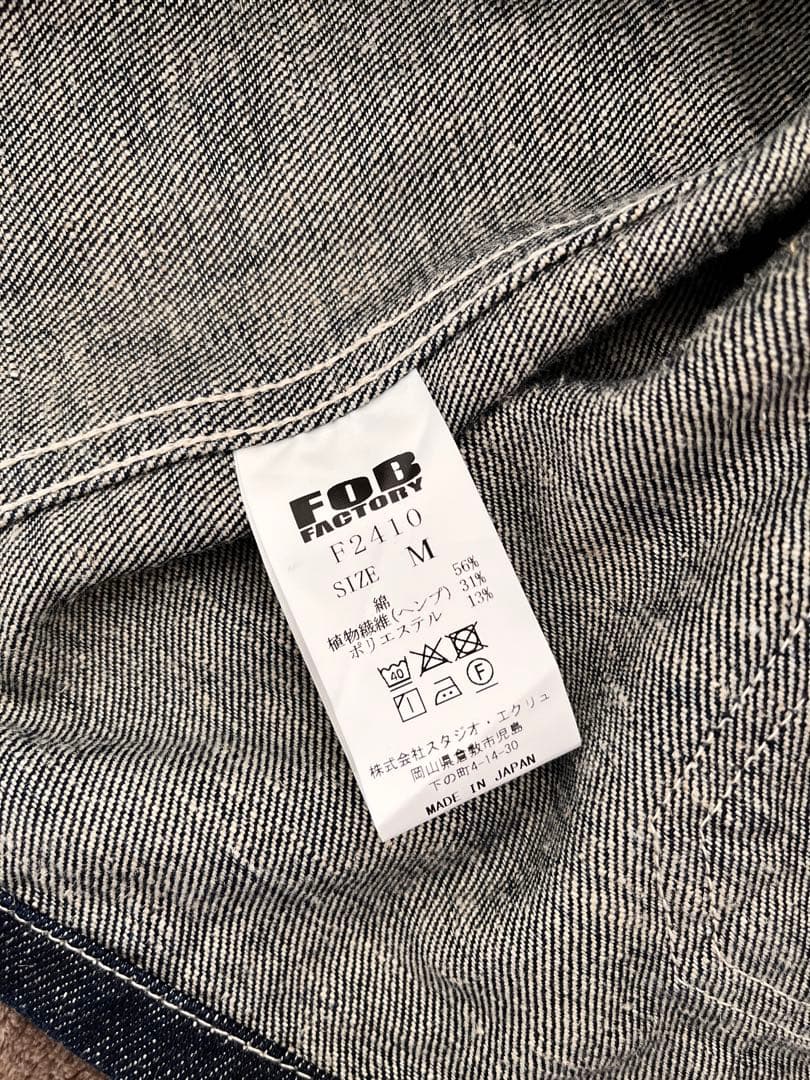 FOB
FACTORY
F2410
SIZE M
綿 56%
植物繊維(ヘンプ) 31%
ポリエステル 13%
40
F
株式会社スタジオ・エクリュ
岡山県倉敷市児島
下の町4-14-30
MADE IN JAPAN